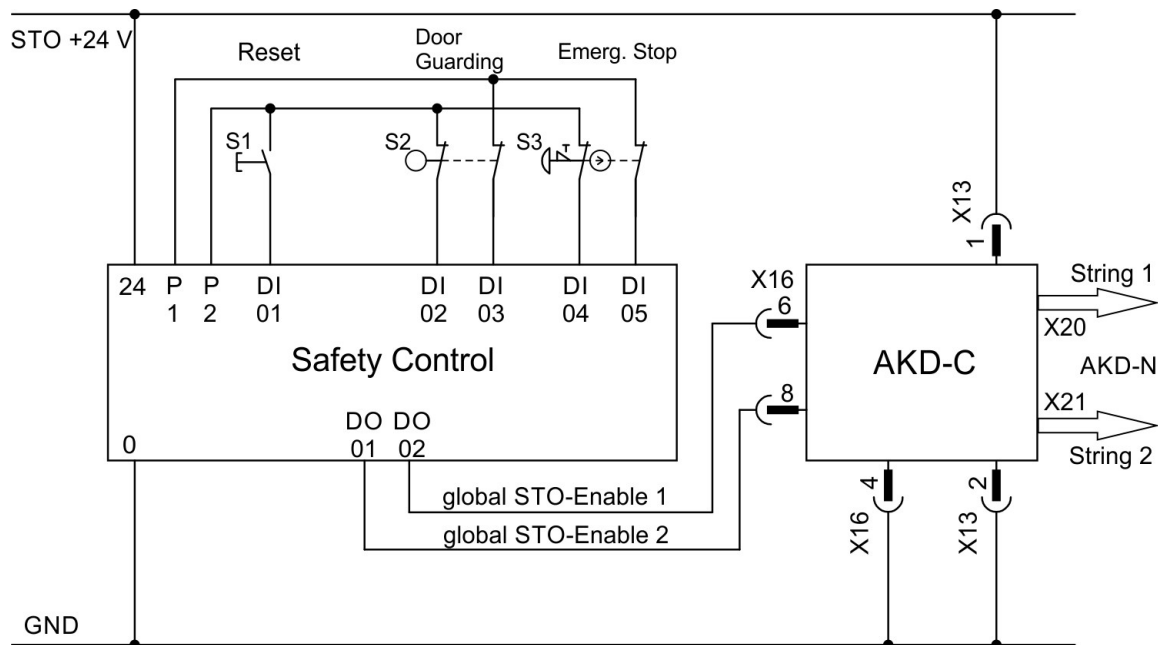 STO +24 V
Reset
Door
Guarding
Emerg. Stop
S1
S2
S3
24 P P DI DI DI DI DI
1 2 01 02 03 04 05
Safety Control
0
DO DO
01 02
global STO-Enable 1
global STO-Enable 2
X16
6
8
X13
1
AKD-C
String 1
X20
AKD-N
X21
String 2
4
X16
2
X13
GND